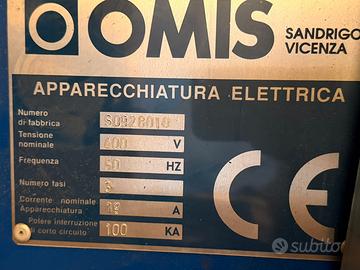 OMIS
SANDRIGO
VICENZA
APPARECCHIATURA ELETTRICA
Numero
di fabbrica S0928010
Tensione
nominale 400 V
Frequenza 50 HZ
Numero fasi 3
Corrente nominale
Apparecchiatura A
Potere interruzione
di corto circuito 100 KA
CE
subito